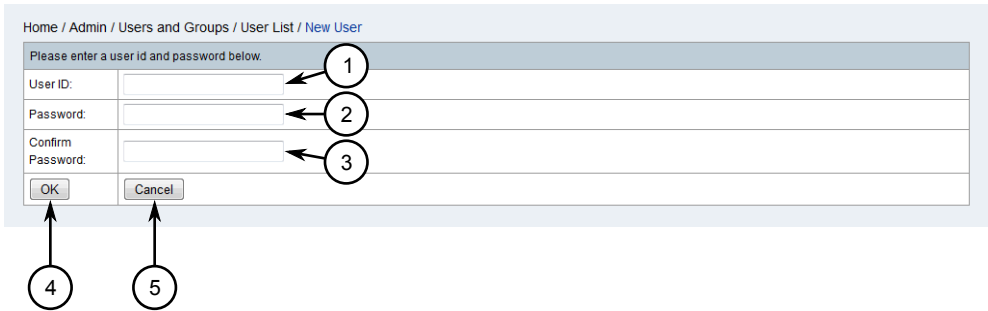 Home / Admin / Users and Groups / User List / New User
Please enter a user id and password below.
User ID:
1
Password:
2
Confirm
Password:
3
OK
Cancel
4
5